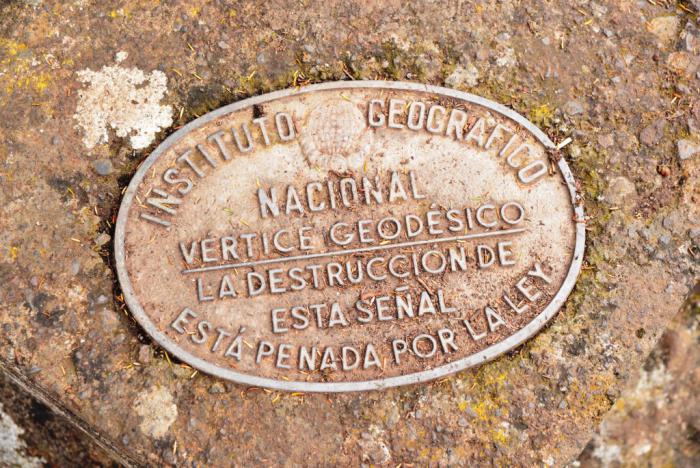 INSTITUTO GEOGRAFICO
NACIONAL
VERTICE GEODESICO
LA DESTRUCCION DE
ESTA SEÑAL
ESTÁ PENADA POR LA LEY